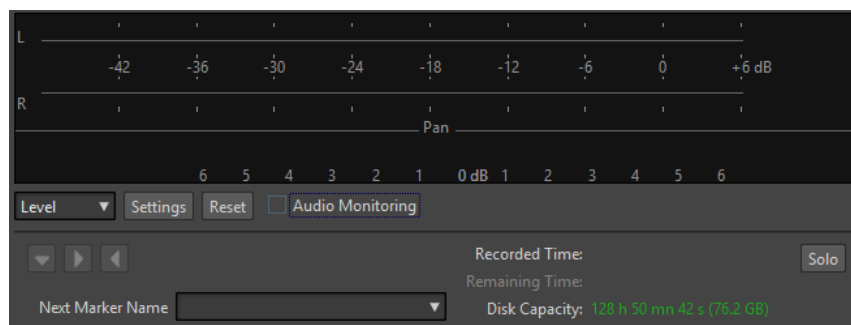 L
-42 -36 -30 -24 -18 -12 -6 0 +6 dB
R
Pan
6 5 4 3 2 1 0 dB 1 2 3 4 5 6
Level Settings Reset Audio Monitoring
Recorded Time: Solo
Remaining Time:
Next Marker Name Disk Capacity: 128 h 50 mn 42 s (76.2 GB)